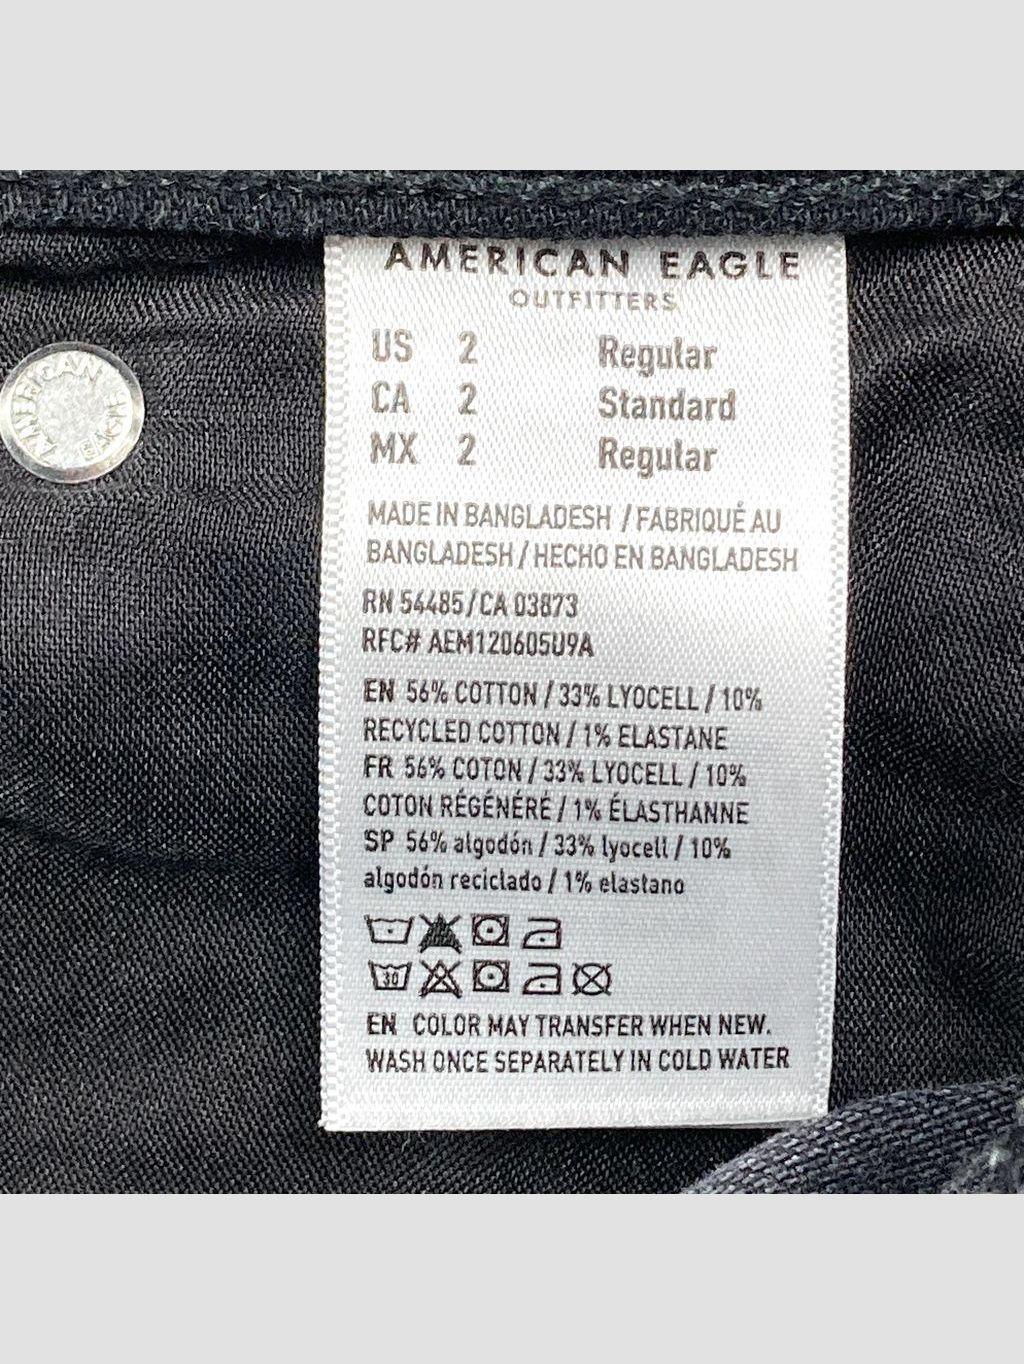 AMERICAN EAGLE
OUTFITTERS
US 2 Regular
CA 2 Standard
MX 2 Regular
MADE IN BANGLADESH / FABRIQUÉ AU
BANGLADESH / HECHO EN BANGLADESH
RN 54485/CA 03873
RFC# AEM120605U9A
EN 56% COTTON / 33% LYOCELL / 10%
RECYCLED COTTON / 1% ELASTANE
FR 56% COTON / 33% LYOCELL / 10%
COTON RÉGÉNÉRÉ / 1% ÉLASTHANNE
SP 56% algodón / 33% lyocell / 10%
algodón reciclado / 1% elastano
30
EN COLOR MAY TRANSFER WHEN NEW.
WASH ONCE SEPARATELY IN COLD WATER
AMERICAN